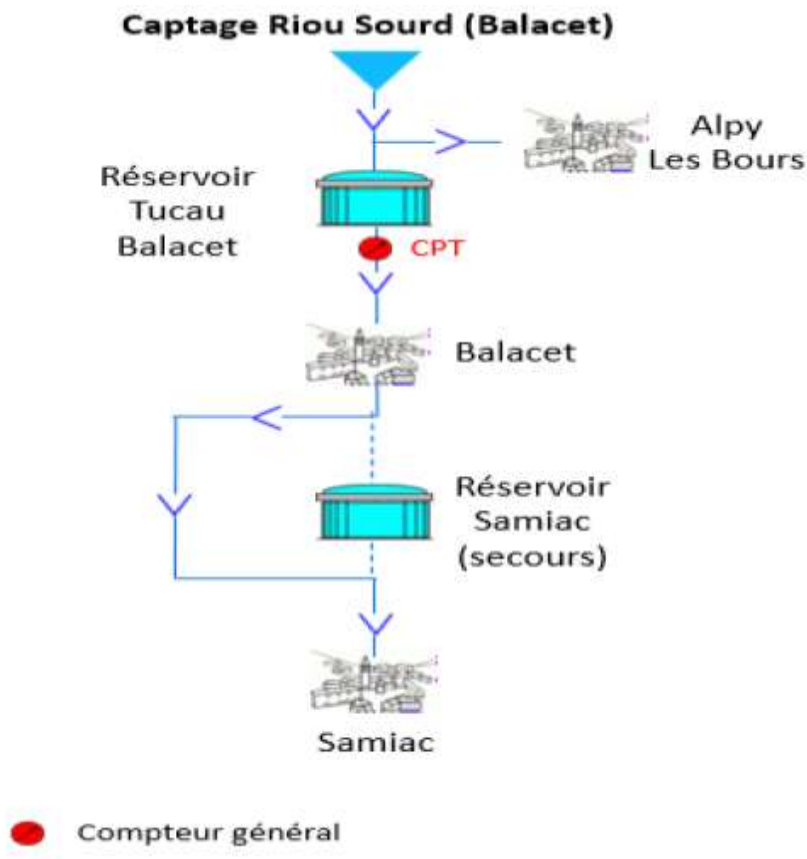 Captage Riou Sourd (Balacet)
Alpy
Les Bours
Réservoir
Tucau
Balacet
CPT
Balacet
Réservoir
Samiac
(secours)
Samiac
Compteur général